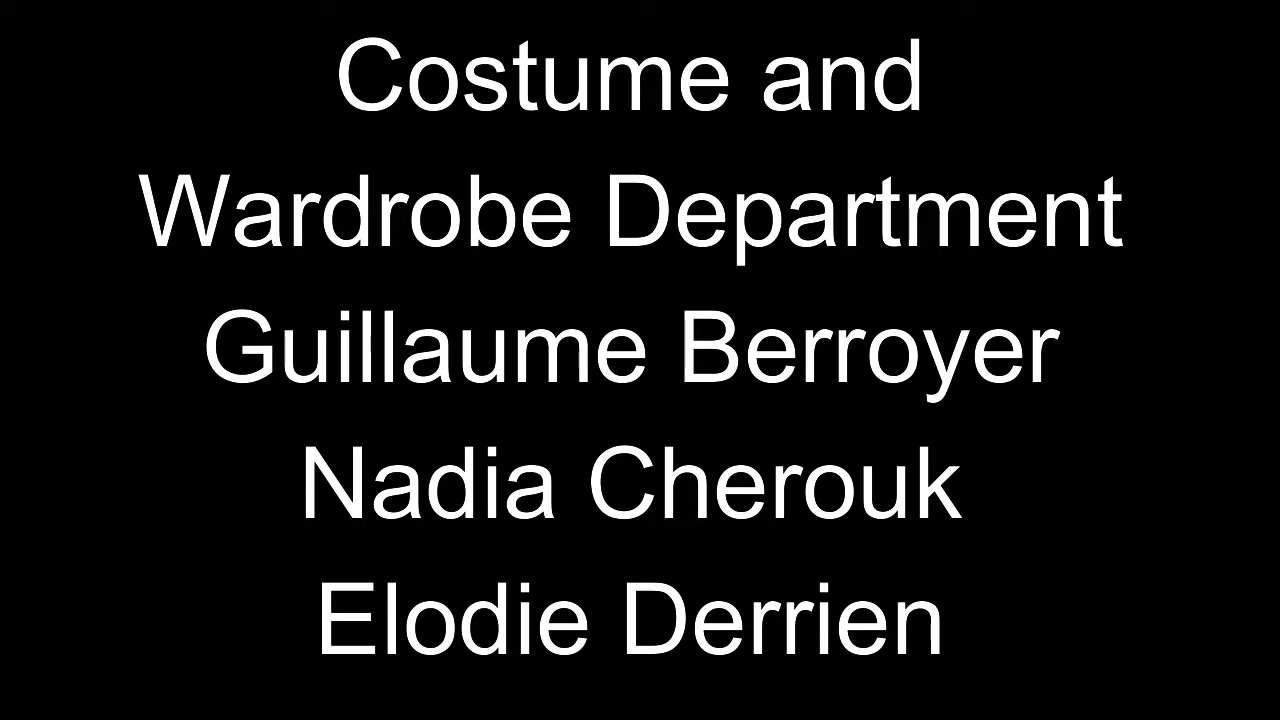 Costume and
Wardrobe Department
Guillaume Berroyer
Nadia Cherouk
Elodie Derrien